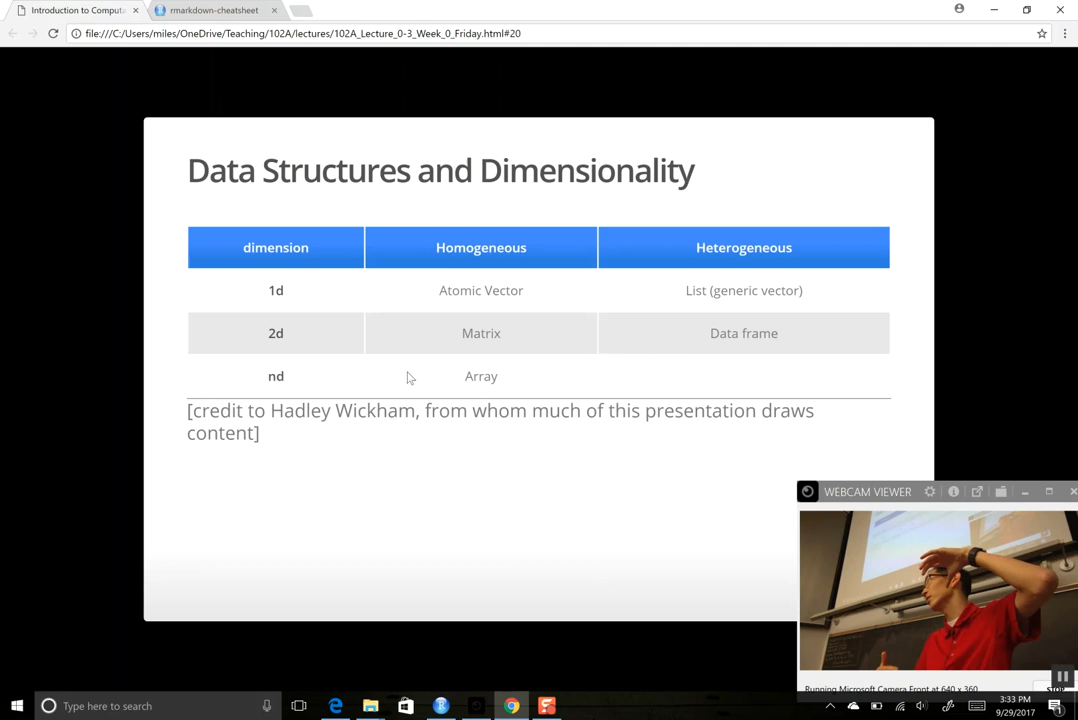 Introduction to Computa
rmarkdown-cheatsheet
file:///C:/Users/miles/OneDrive/Teaching/102A/lectures/102A_Lecture_0-3_Week_0_Friday.html#20
Data Structures and Dimensionality
dimension Homogeneous Heterogeneous
1d Atomic Vector List (generic vector)
2d Matrix Data frame
nd Array
[credit to Hadley Wickham, from whom much of this presentation draws
content]
WEBCAM VIEWER
Running Microsoft Camera Front at 640 x 360
STOP
Type here to search
3:33 PM
9/29/2017